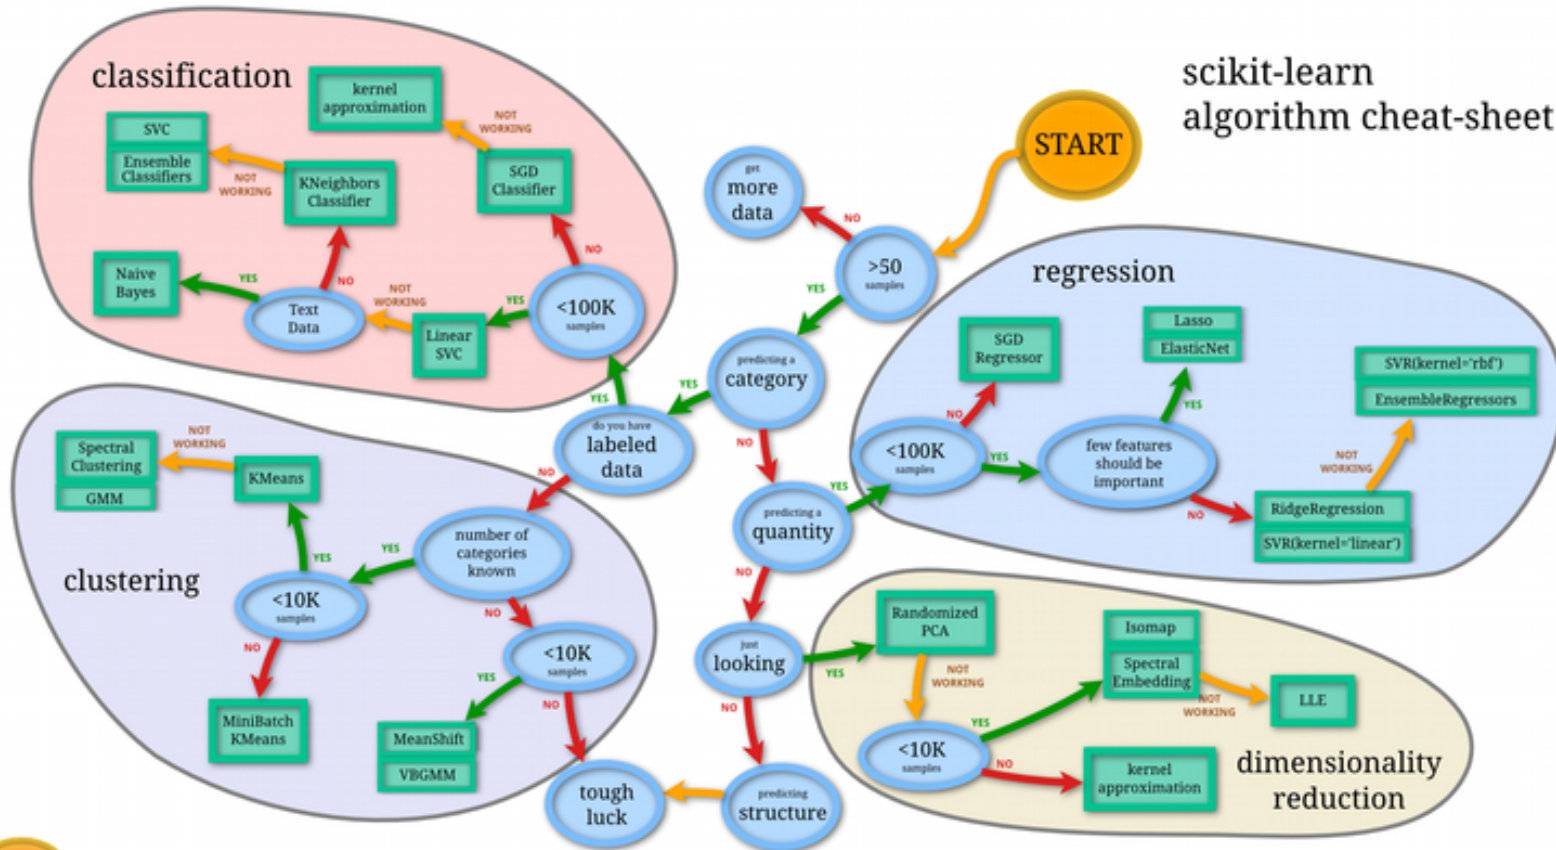 scikit-learn
algorithm cheat-sheet
START
>50
samples
NO
get
more
data
YES
predicting a
category
YES
do you have
labeled
data
YES
NO
NO
predicting a
quantity
YES
NO
just
looking
YES
NO
predicting
structure
tough
luck
classification
<100K
samples
NO
SGD
Classifier
NOT
WORKING
kernel
approximation
YES
Linear
SVC
NOT
WORKING
Text
Data
YES
Naive
Bayes
NO
KNeighbors
Classifier
NOT
WORKING
SVC
Ensemble
Classifiers
clustering
number of
categories
known
YES
<10K
samples
YES
KMeans
NOT
WORKING
Spectral
Clustering
GMM
NO
MiniBatch
KMeans
NO
<10K
samples
YES
MeanShift
VBGMM
NO
regression
<100K
samples
NO
SGD
Regressor
YES
few features
should be
important
YES
Lasso
ElasticNet
NO
RidgeRegression
SVR(kernel='linear')
NOT
WORKING
SVR(kernel='rbf')
EnsembleRegressors
dimensionality
reduction
Randomized
PCA
NOT
WORKING
<10K
samples
YES
Isomap
Spectral
Embedding
NOT
WORKING
LLE
NO
kernel
approximation